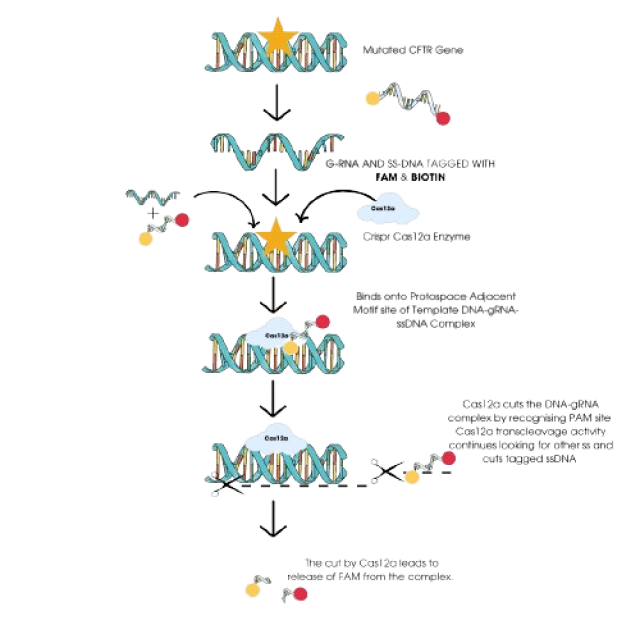 Mutated CFTR Gene
G-RNA AND SS-DNA TAGGED WITH
FAM & BIOTIN
+
Cas12a
Crispr Cas12a Enzyme
Binds onto Protospace Adjacent
Motif site of Template DNA-gRNA-
ssDNA Complex
Cas12a
Cas12a cuts the DNA-gRNA
complex by recognising PAM site
Cas12a transcleavage activity
continues looking for other ss and
cuts tagged ssDNA
Cas12a
The cut by Cas12a leads to
release of FAM from the complex.